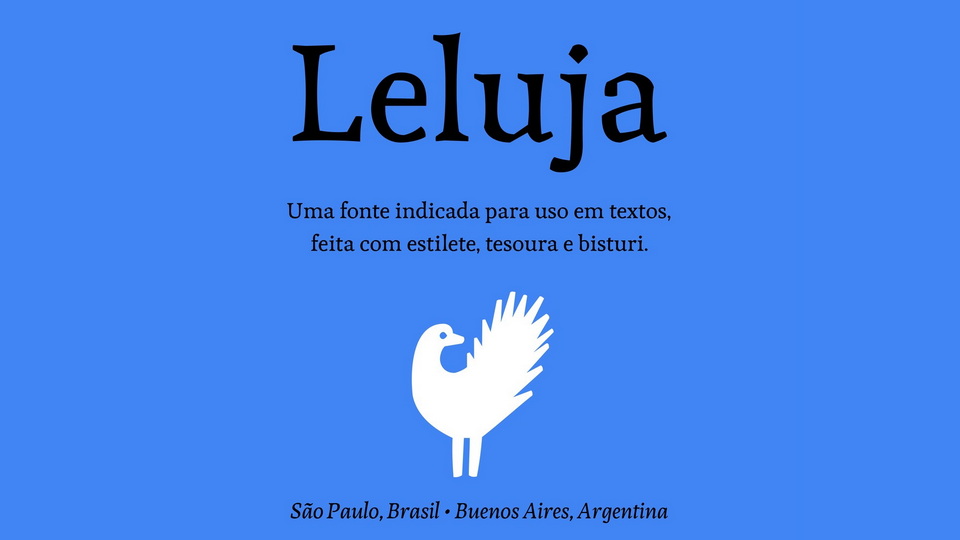 Leluja
Uma fonte indicada para uso em textos,
feita com estilete, tesoura e bisturi.
São Paulo, Brasil • Buenos Aires, Argentina